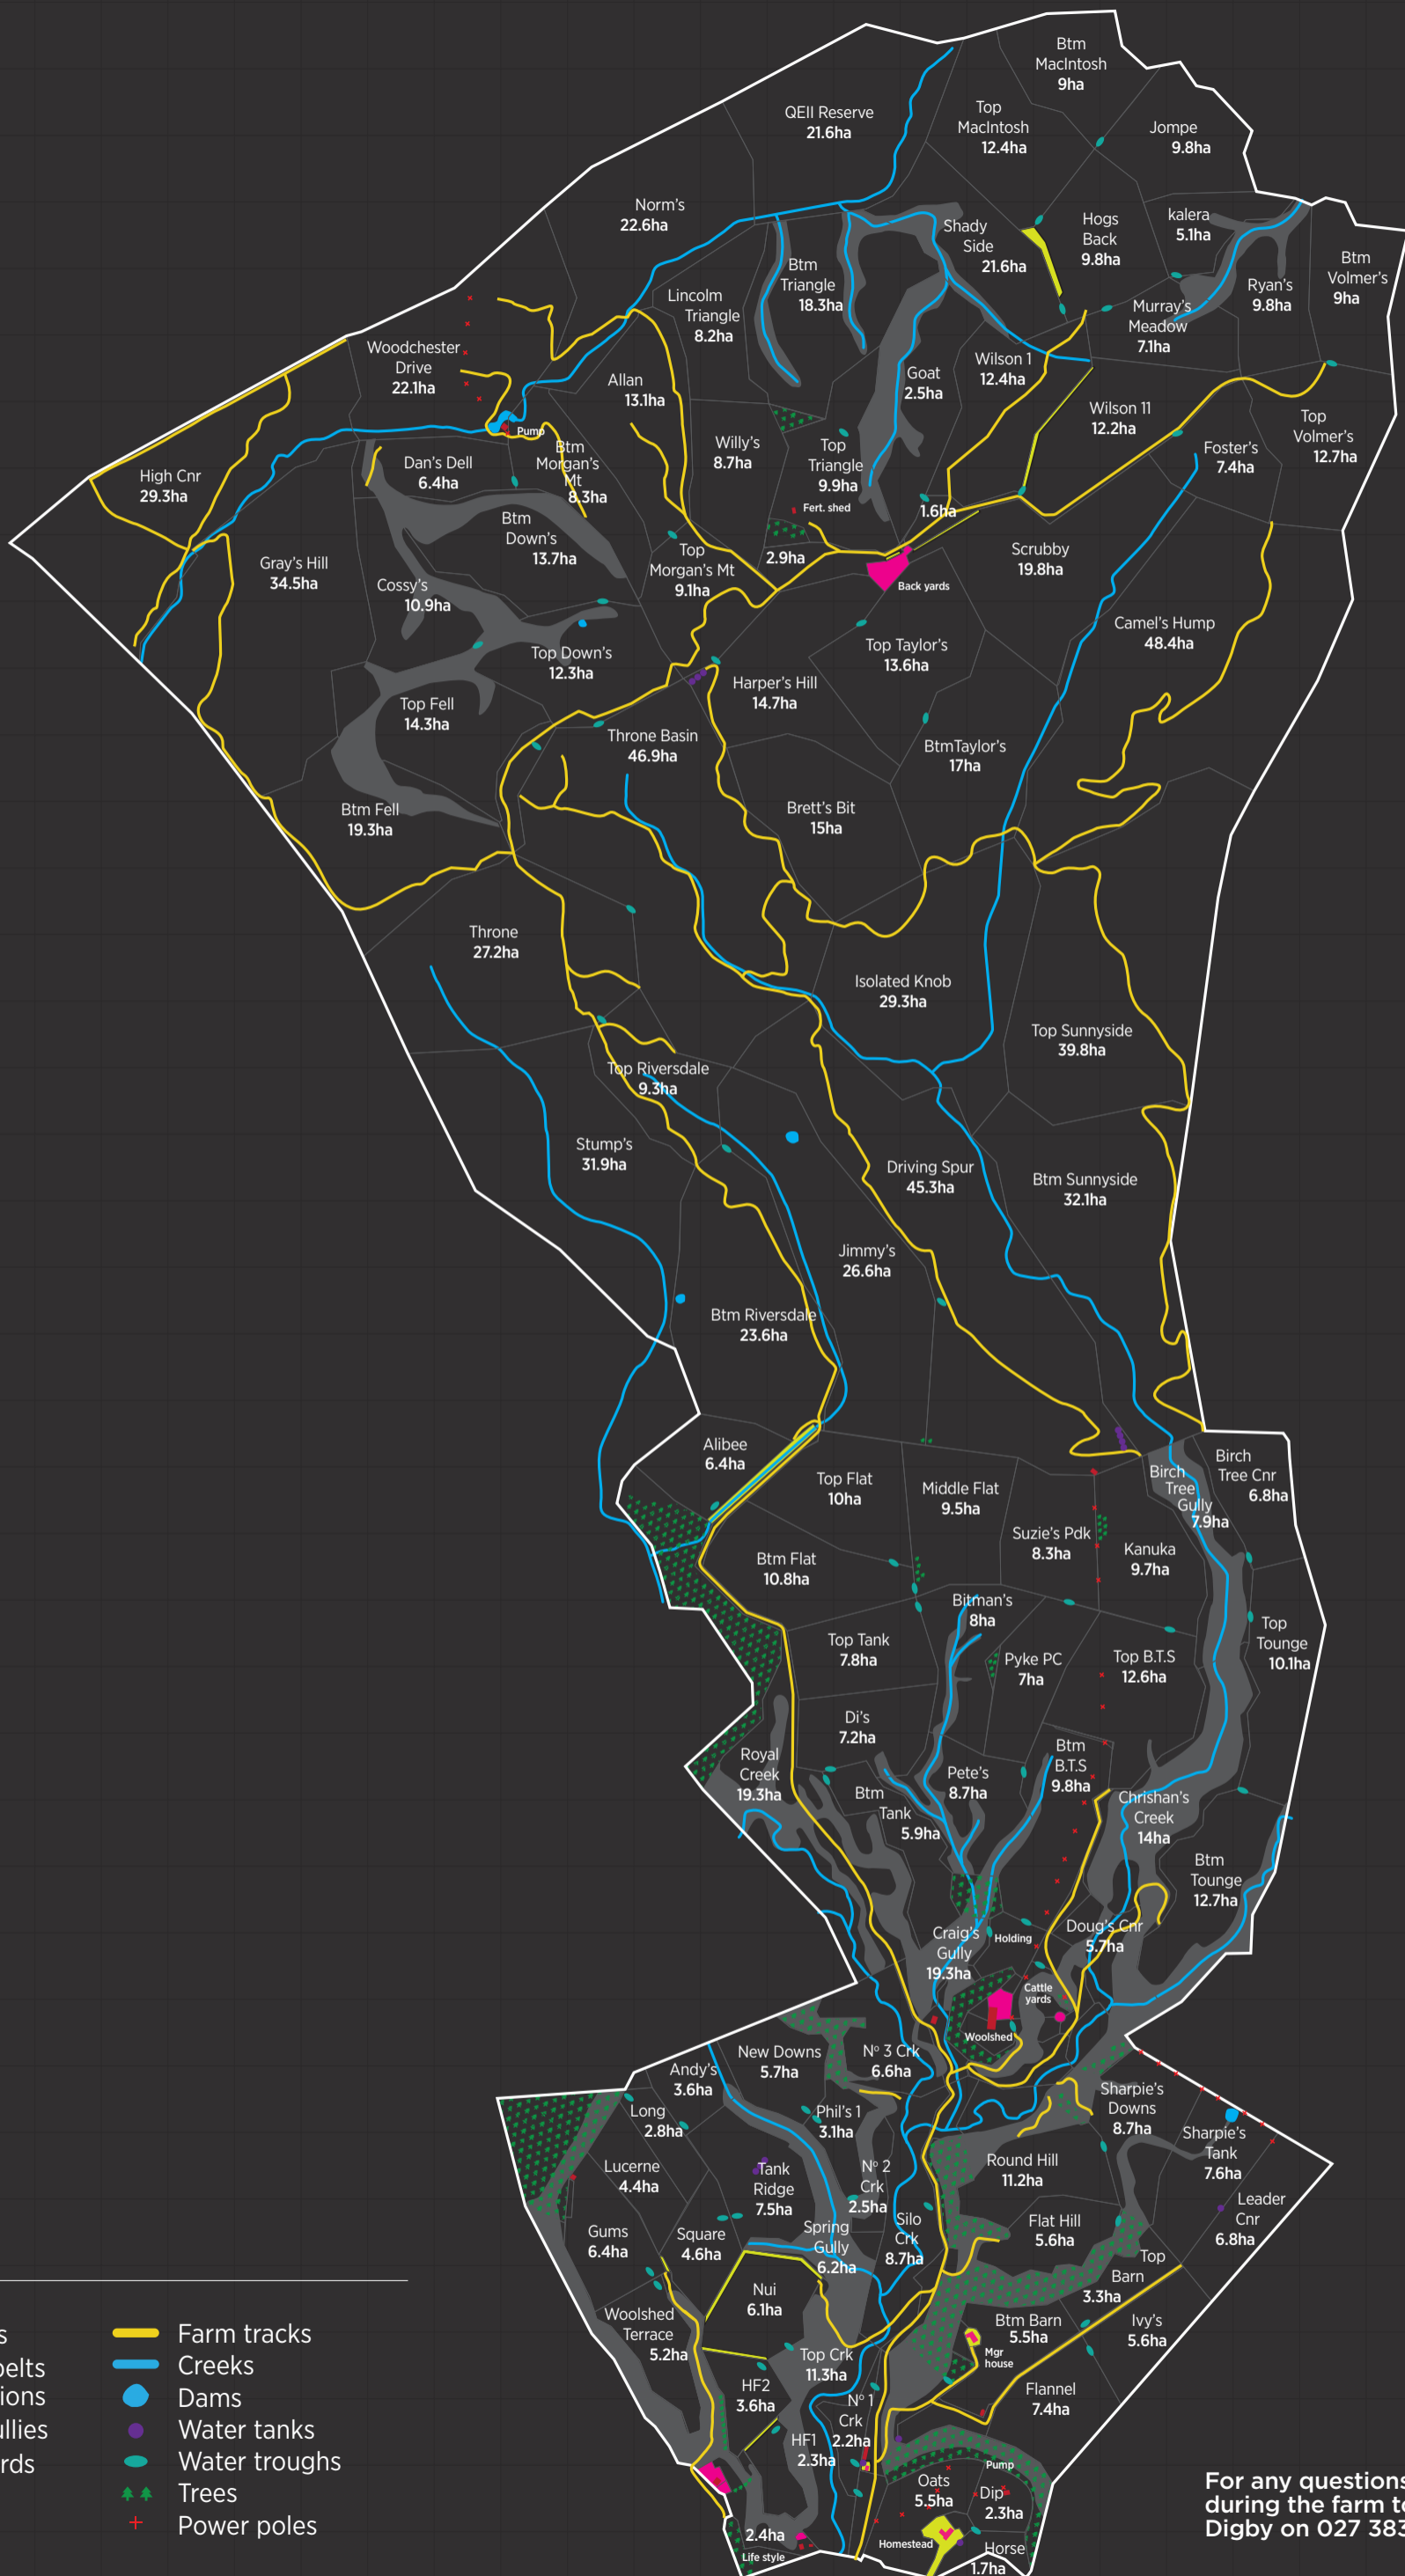 Btm
MacIntosh
9ha
QEII Reserve
21.6ha
Top
MacIntosh
12.4ha
Jompe
9.8ha
Norm's
22.6ha
Shady
Side
21.6ha
Hogs
Back
9.8ha
kalera
5.1ha
Btm
Triangle
18.3ha
Lincolm
Triangle
8.2ha
Murray's
Meadow
7.1ha
Ryan's
9.8ha
Btm
Volmer's
9ha
Woodchester
Drive
22.1ha
Allan
13.1ha
Goat
2.5ha
Wilson 1
12.4ha
Wilson 11
12.2ha
Top
Volmer's
12.7ha
Pump
High Cnr
29.3ha
Dan's Dell
6.4ha
Btm
Morgan's
Mt
8.3ha
Willy's
8.7ha
Top
Triangle
9.9ha
Foster's
7.4ha
Fert. shed
1.6ha
Gray's Hill
34.5ha
Btm
Down's
13.7ha
Cossy's
10.9ha
Top
Morgan's Mt
9.1ha
2.9ha
Back yards
Scrubby
19.8ha
Camel's Hump
48.4ha
Top Down's
12.3ha
Top Taylor's
13.6ha
Harper's Hill
14.7ha
Top Fell
14.3ha
Throne Basin
46.9ha
BtmTaylor's
17ha
Btm Fell
19.3ha
Brett's Bit
15ha
Throne
27.2ha
Isolated Knob
29.3ha
Top Sunnyside
39.8ha
Top Riversdale
9.3ha
Stump's
31.9ha
Driving Spur
45.3ha
Btm Sunnyside
32.1ha
Jimmy's
26.6ha
Btm Riversdale
23.6ha
Alibee
6.4ha
Top Flat
10ha
Middle Flat
9.5ha
Birch
Tree
Gully
7.9ha
Birch
Tree Cnr
6.8ha
Suzie's Pdk
8.3ha
Kanuka
9.7ha
Btm Flat
10.8ha
Bitman's
8ha
Top Tank
7.8ha
Pyke PC
7ha
Top B.T.S
12.6ha
Top
Tounge
10.1ha
Di's
7.2ha
Royal
Creek
19.3ha
Btm
Tank
5.9ha
Pete's
8.7ha
Btm
B.T.S
9.8ha
Chrishan's
Creek
14ha
Btm
Tounge
12.7ha
Craig's
Gully
19.3ha
Holding
Doug's Cnr
5.7ha
Cattle
yards
Woolshed
New Downs
5.7ha
Nº 3 Crk
6.6ha
Andy's
3.6ha
Long
2.8ha
Phil's 1
3.1ha
Sharpie's
Downs
8.7ha
Sharpie's
Tank
7.6ha
Lucerne
4.4ha
Tank
Ridge
7.5ha
Nº 2
Crk
2.5ha
Round Hill
11.2ha
Leader
Cnr
6.8ha
Gums
6.4ha
Square
4.6ha
Spring
Gully
6.2ha
Silo
Crk
8.7ha
Flat Hill
5.6ha
Top
Barn
3.3ha
Nui
6.1ha
Woolshed
Terrace
5.2ha
Btm Barn
5.5ha
Mgr
house
Ivy's
5.6ha
Top Crk
11.3ha
HF2
3.6ha
Flannel
7.4ha
Nº 1
Crk
2.2ha
HF1
2.3ha
Pump
Oats
5.5ha
Dip
2.3ha
2.4ha
Life style
Homestead
Horse
1.7ha
s
elts
ions
ullies
rds
Farm tracks
Creeks
Dams
Water tanks
Water troughs
Trees
Power poles
For any questions
during the farm to
Digby on 027 383